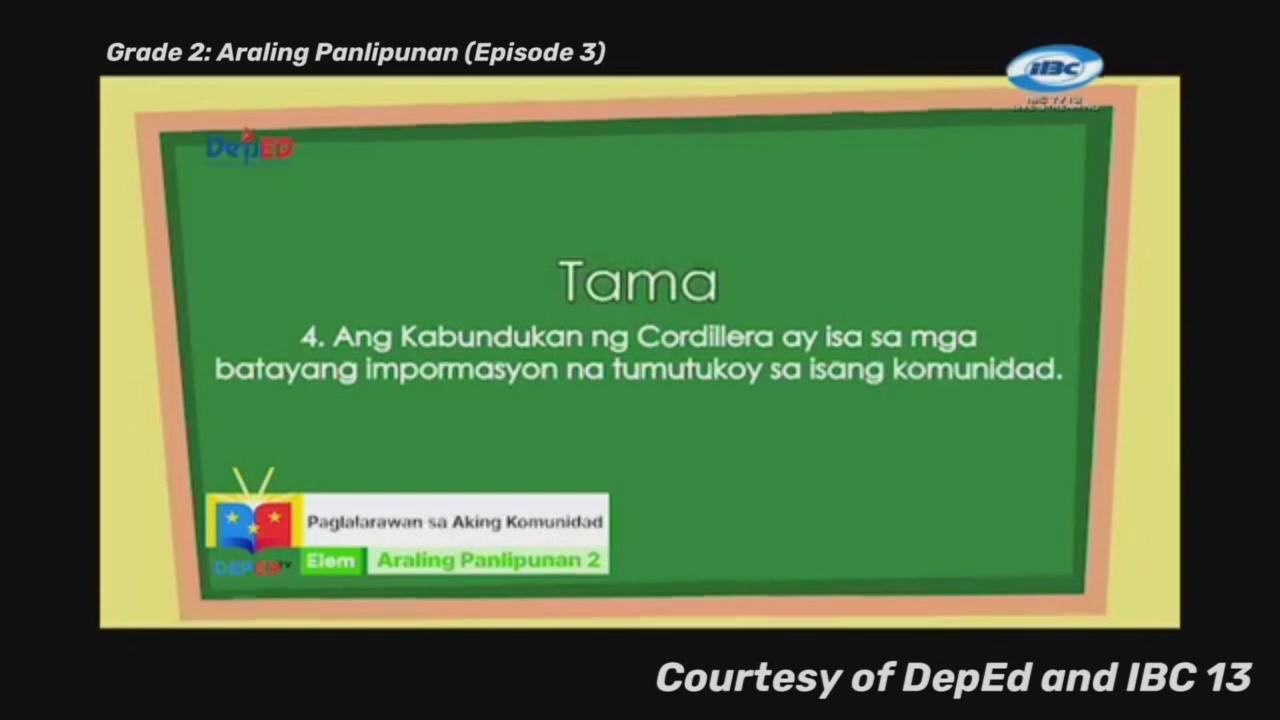 Grade 2: Araling Panlipunan (Episode 3)
iBC
DepED
Tama
4. Ang Kabundukan ng Cordillera ay isa sa mga
batayang impormasyon na tumutukoy sa isang komunidad.
Paglalarawan sa Aking Komunidad
DEPEDTV
Elem
Araling Panlipunan 2
Courtesy of DepEd and IBC 13